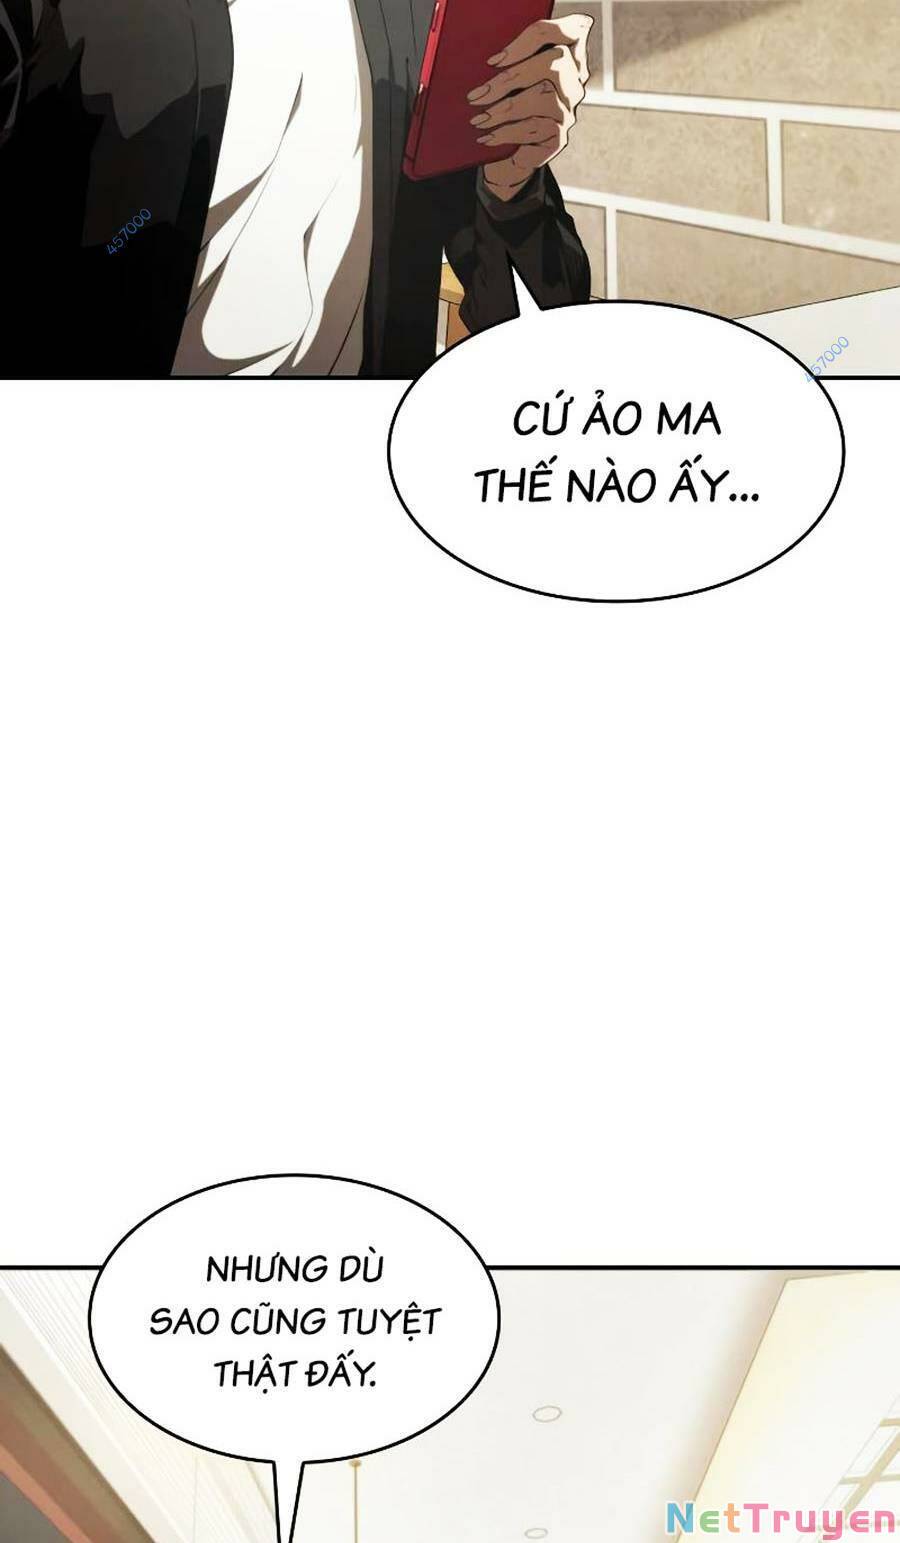 457000
457000
CỨ ẢO MA
THẾ NÀO ẤY...
NHƯNG DÙ
SAO CŨNG TUYỆT
THẬT ĐẤY.
NetTruyen